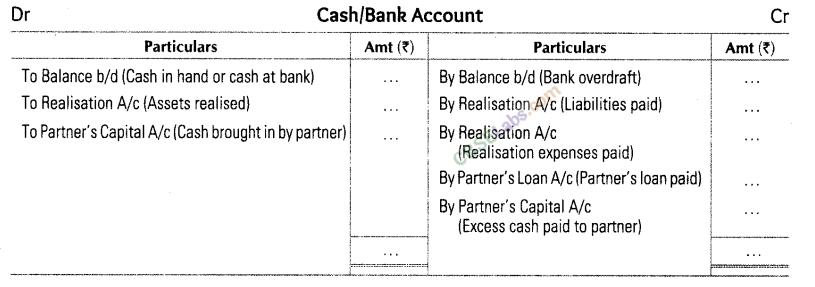 Dr Cash/Bank Account Cr
Particulars Amt (₹) Particulars Amt (₹)
To Balance b/d (Cash in hand or cash at bank) ... By Balance b/d (Bank overdraft) ...
To Realisation A/c (Assets realised) ... By Realisation A/c (Liabilities paid) ...
To Partner's Capital A/c (Cash brought in by partner) ... By Realisation A/c ...
(Realisation expenses paid)
By Partner's Loan A/c (Partner's loan paid) ...
By Partner's Capital A/c ...
(Excess cash paid to partner)
... ...